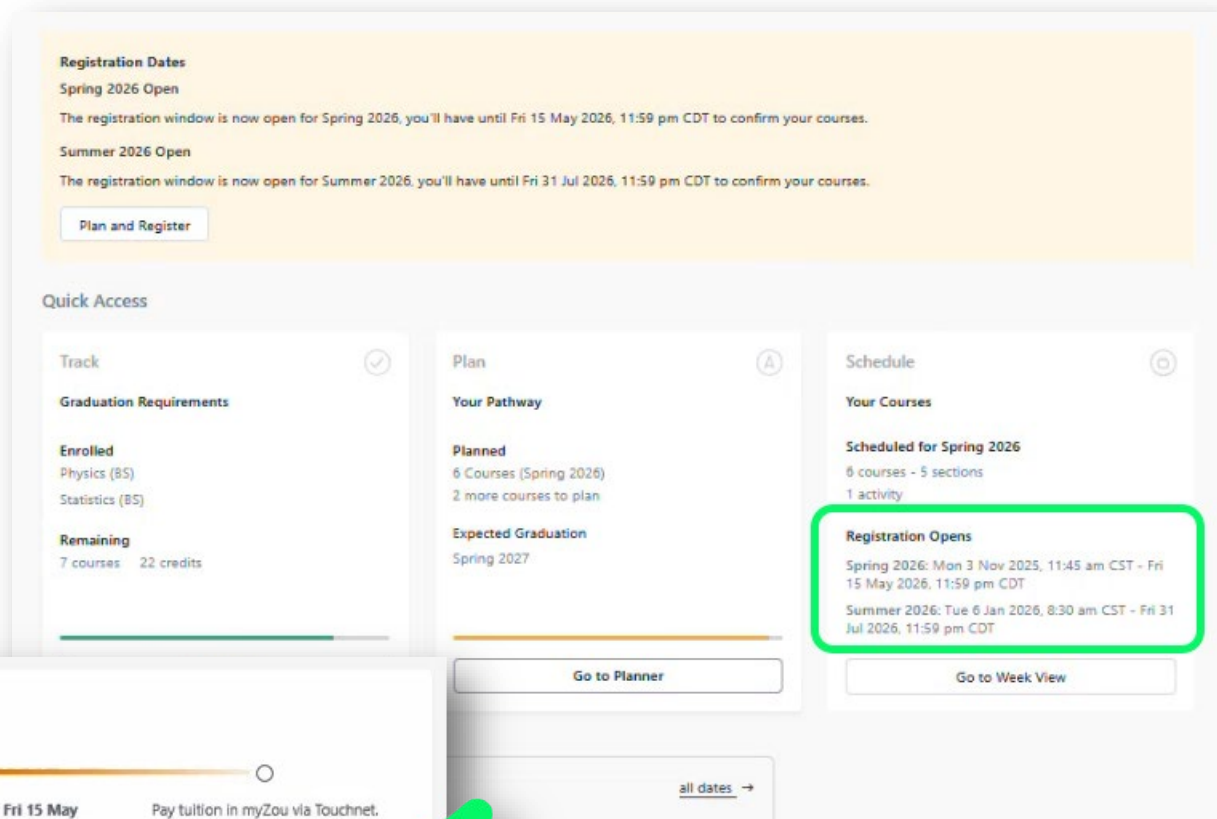 Registration Dates
Spring 2026 Open
The registration window is now open for Spring 2026, you'll have until Fri 15 May 2026, 11:59 pm CDT to confirm your courses.
Summer 2026 Open
The registration window is now open for Summer 2026, you'll have until Fri 31 Jul 2026, 11:59 pm CDT to confirm your courses.
Plan and Register
Quick Access
Track
Graduation Requirements
Enrolled
Physics (BS)
Statistics (BS)
Remaining
7 courses 22 credits
Plan
Your Pathway
Planned
6 Courses (Spring 2026)
2 more courses to plan
Expected Graduation
Spring 2027
Go to Planner
Schedule
Your Courses
Scheduled for Spring 2026
6 courses - 5 sections
1 activity
Registration Opens
Spring 2026: Mon 3 Nov 2025, 11:45 am CST - Fri
15 May 2026, 11:59 pm CDT
Summer 2026: Tue 6 Jan 2026, 8:30 am CST - Fri 31
Jul 2026, 11:59 pm CDT
Go to Week View
all dates →
Fri 15 May
Pay tuition in myZou via Touchnet.